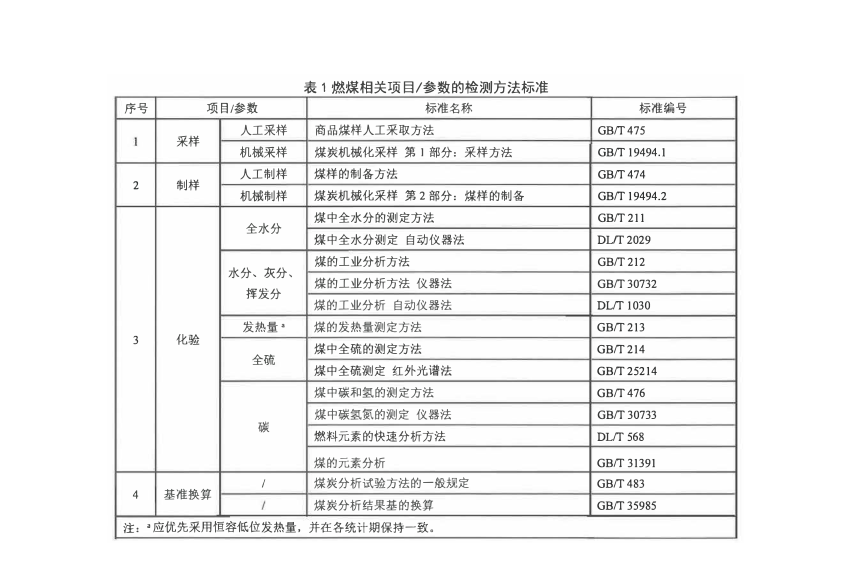 表 1 燃煤相关项目/参数的检测方法标准
序号 项目/参数 标准名称 标准编号
1 采样 人工采样 商品煤样人工采取方法 GB/T 475
机械采样 煤炭机械化采样 第 1 部分：采样方法 GB/T 19494.1
2 制样 人工制样 煤样的制备方法 GB/T 474
机械制样 煤炭机械化采样 第 2 部分：煤样的制备 GB/T 19494.2
3 化验 全水分 煤中全水分的测定方法 GB/T 211
煤中全水分测定 自动仪器法 DL/T 2029
水分、灰分、
挥发分 煤的工业分析方法 GB/T 212
煤的工业分析方法 仪器法 GB/T 30732
煤的工业分析 自动仪器法 DL/T 1030
发热量 ᵃ 煤的发热量测定方法 GB/T 213
全硫 煤中全硫的测定方法 GB/T 214
煤中全硫测定 红外光谱法 GB/T 25214
碳 煤中碳和氢的测定方法 GB/T 476
煤中碳氢氮的测定 仪器法 GB/T 30733
燃料元素的快速分析方法 DL/T 568
煤的元素分析 GB/T 31391
4 基准换算 / 煤炭分析试验方法的一般规定 GB/T 483
/ 煤炭分析结果基的换算 GB/T 35985
注：ᵃ 应优先采用恒容低位发热量，并在各统计期保持一致。